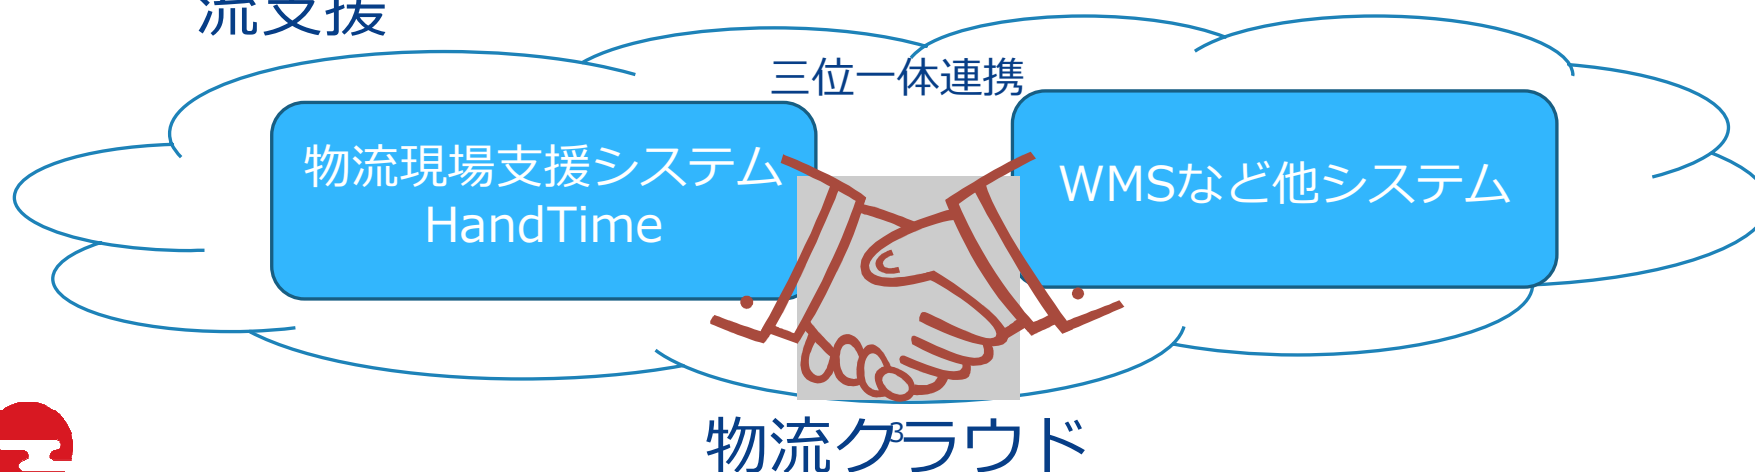 流支援
三位一体連携
物流現場支援システム
HandTime
WMSなど他システム
物流クラウド
3